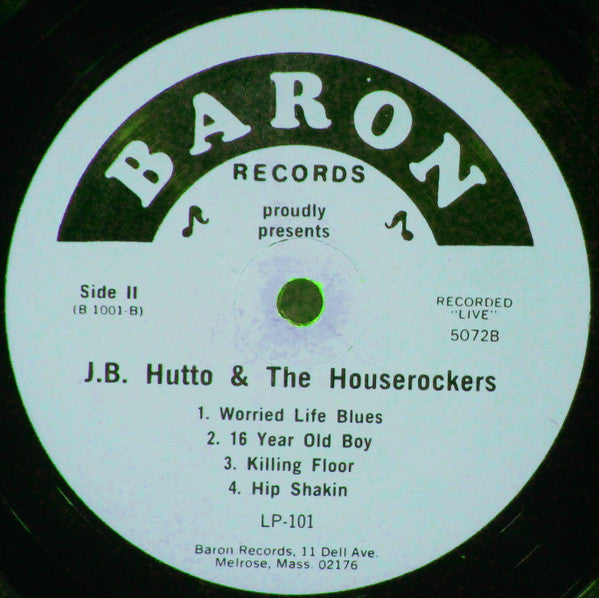 BARON
RECORDS
proudly
presents
Side II
(B 1001-B)
RECORDED
"LIVE"
5072B
J.B. Hutto & The Houserockers
1. Worried Life Blues
2. 16 Year Old Boy
3. Killing Floor
4. Hip Shakin
LP-101
Baron Records, 11 Dell Ave.
Melrose, Mass. 02176